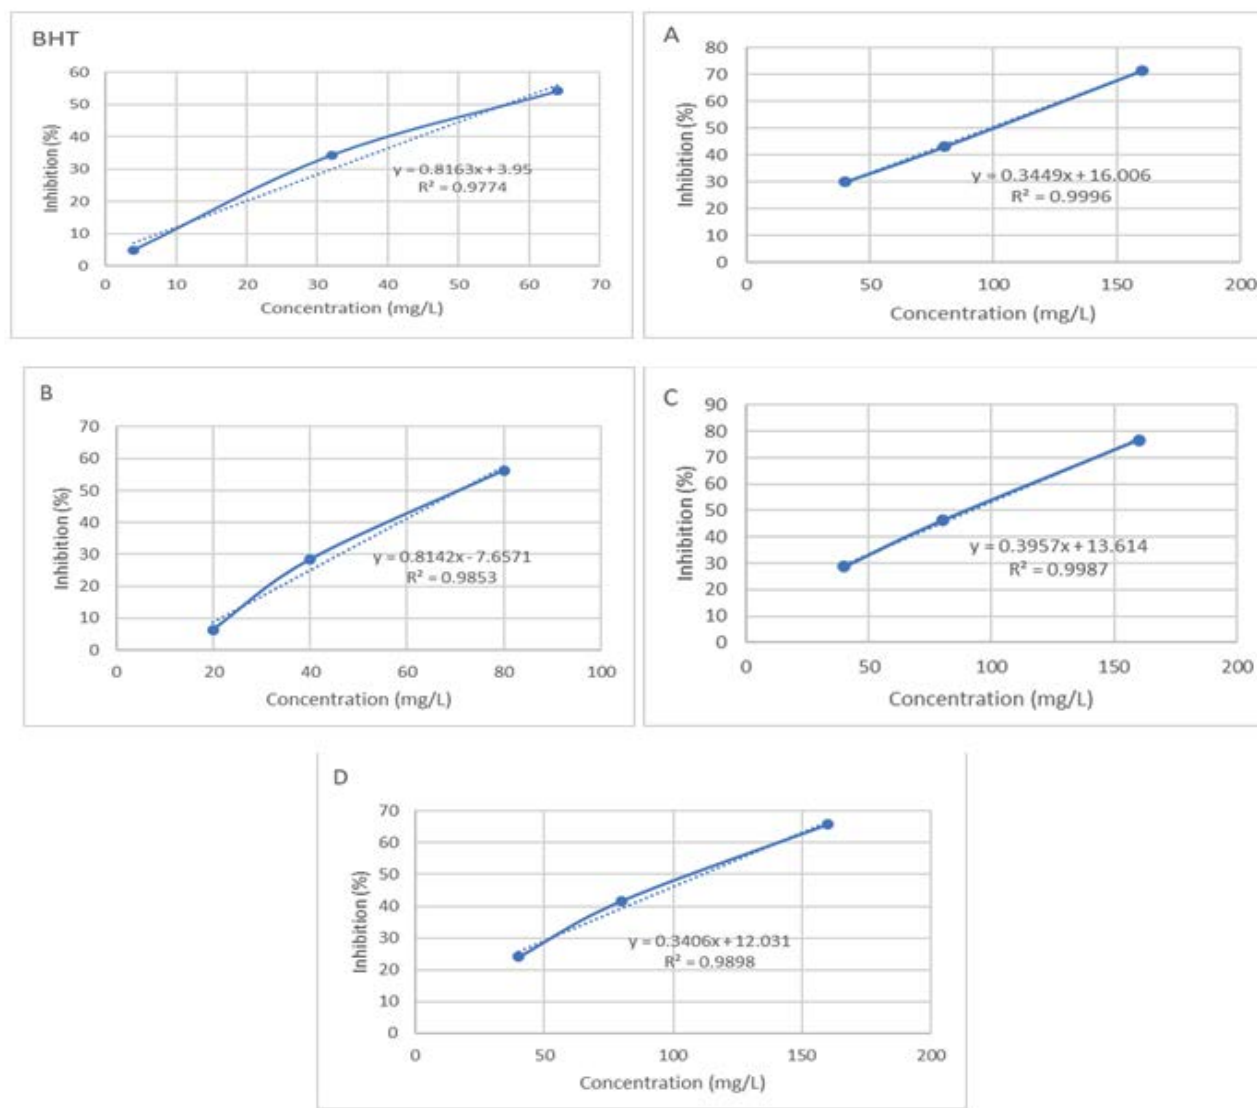 BHT
60
50
40
30
20
10
0
Inhibition (%)
y = 0.8163x + 3.95
R² = 0.9774
0 10 20 30 40 50 60 70
Concentration (mg/L)
A
80
70
60
50
40
30
20
10
0
Inhibition (%)
y = 0.3449x + 16.006
R² = 0.9996
0 50 100 150 200
Concentration (mg/L)
B
70
60
50
40
30
20
10
0
Inhibition (%)
y = 0.8142x - 7.6571
R² = 0.9853
0 20 40 60 80 100
Concentration (mg/L)
C
90
80
70
60
50
40
30
20
10
0
Inhibition (%)
y = 0.3957x + 13.614
R² = 0.9987
0 50 100 150 200
Concentration (mg/L)
D
70
60
50
40
30
20
10
0
Inhibition (%)
y = 0.3406x + 12.031
R² = 0.9898
0 50 100 150 200
Concentration (mg/L)